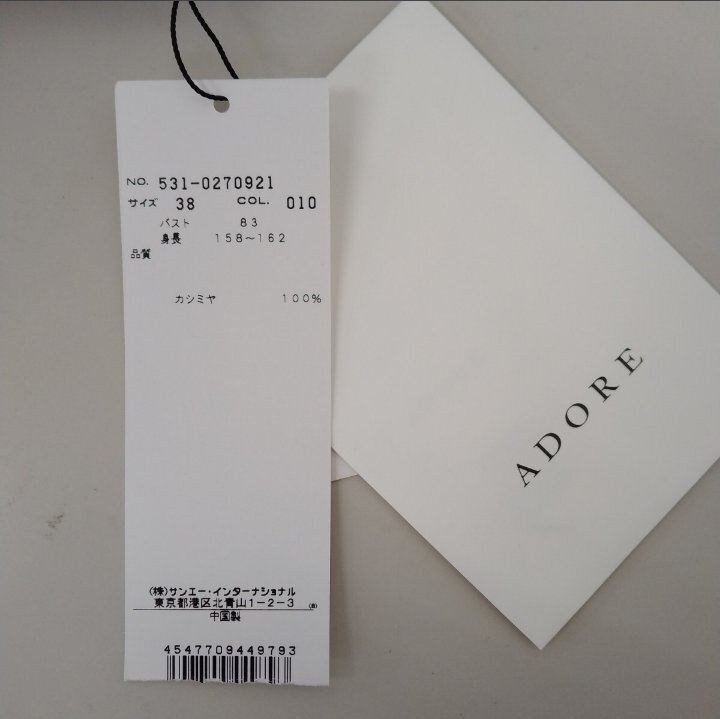 NO. 531-0270921
サイズ 38 COL. 010
バスト 83
身長 158〜162
品質
カシミヤ 100%
(株)サンエー・インターナショナル
東京都港区北青山1-2-3
中国製
4547709449793
ADORE